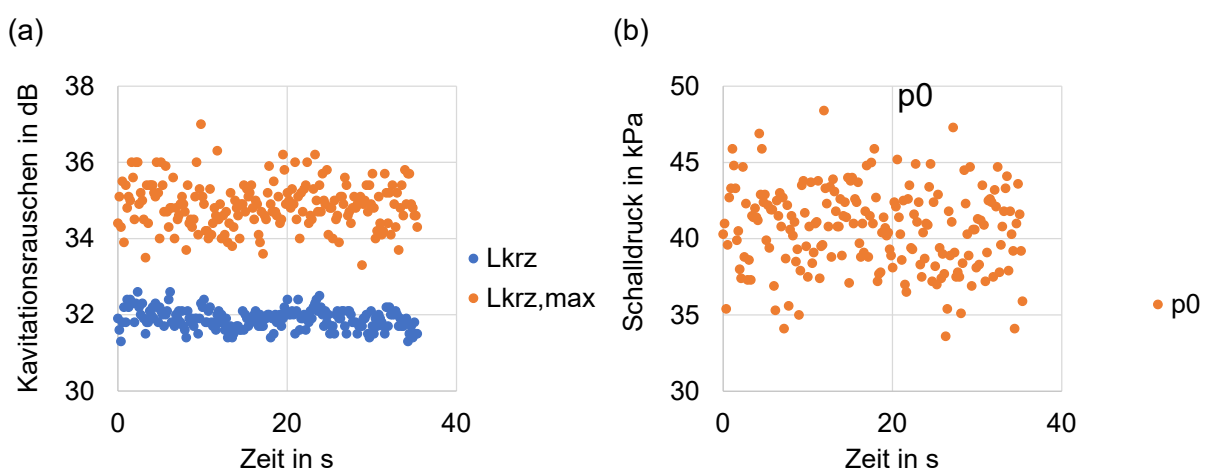 (a)
Kavitationsrauschen in dB
38
36
34
32
30
0
20
40
Zeit in s
Lkrz
Lkrz,max
(b)
Schalldruck in kPa
p0
50
45
40
35
30
0
20
40
Zeit in s
p0